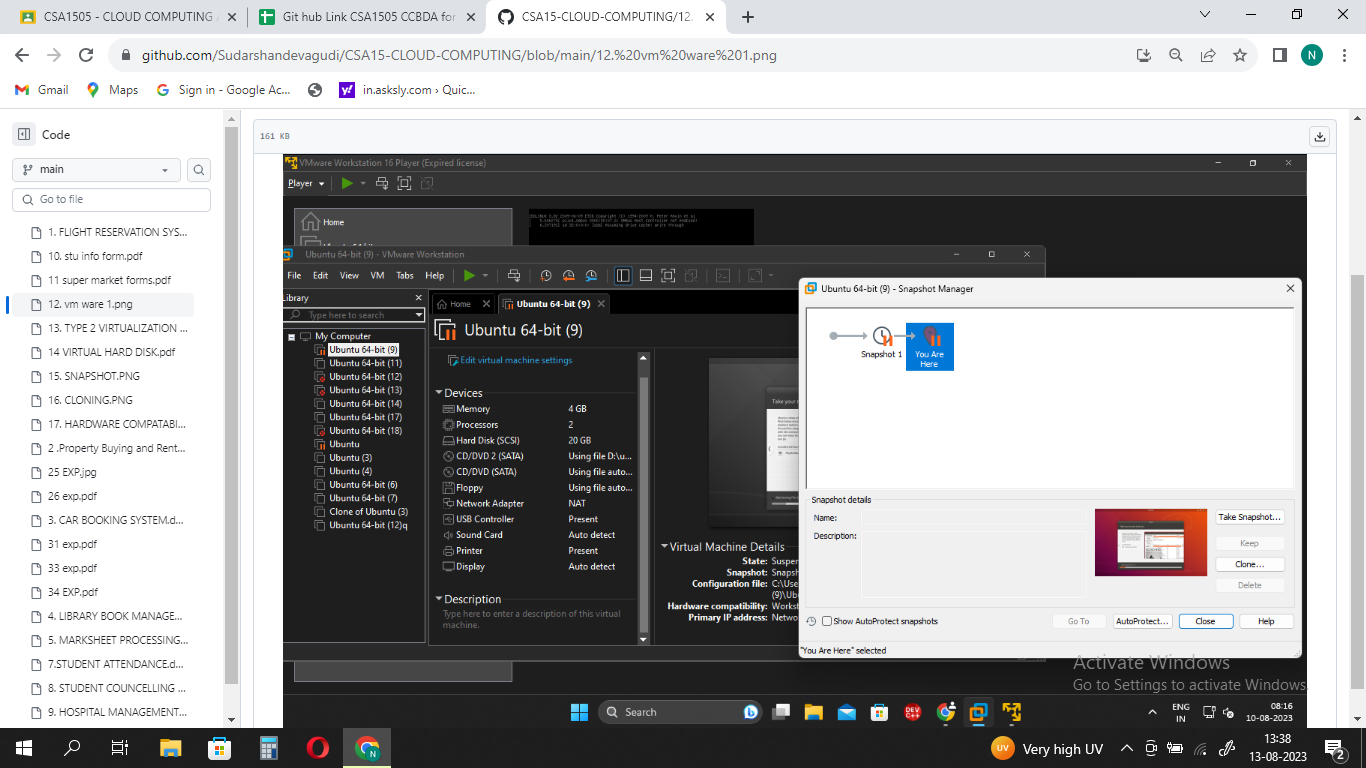 CSA1505 - CLOUD COMPUTING
Git hub Link CSA1505 CCBDA for
CSA15-CLOUD-COMPUTING/12.
github.com/Sudarshandevagudi/CSA15-CLOUD-COMPUTING/blob/main/12.%20vm%20ware%201.png
N
Gmail
Maps
Sign in - Google Ac...
in.asksly.com › Quic...
Code
main
Go to file
1. FLIGHT RESERVATION SYS...
10. stu info form.pdf
11 super market forms.pdf
12. vm ware 1.png
13. TYPE 2 VIRTUALIZATION ...
14 VIRTUAL HARD DISK.pdf
15. SNAPSHOT.PNG
16. CLONING.PNG
17. HARDWARE COMPATABI...
2 .Property Buying and Rent...
25 EXP.jpg
26 exp.pdf
3. CAR BOOKING SYSTEM.d...
31 exp.pdf
33 exp.pdf
34 EXP.pdf
4. LIBRARY BOOK MANAGE...
5. MARKSHEET PROCESSING...
7.STUDENT ATTENDANCE.d...
8. STUDENT COUNCELLING ...
9. HOSPITAL MANAGEMENT...
161 KB
VMware Workstation 16 Player (Expired license)
Player
Home
Ubuntu 64-bit (9) - VMware Workstation
File Edit View VM Tabs Help
Library
Type here to search
My Computer
Ubuntu 64-bit (9)
Ubuntu 64-bit (11)
Ubuntu 64-bit (12)
Ubuntu 64-bit (13)
Ubuntu 64-bit (14)
Ubuntu 64-bit (17)
Ubuntu 64-bit (18)
Ubuntu
Ubuntu (3)
Ubuntu (4)
Ubuntu 64-bit (6)
Ubuntu 64-bit (7)
Clone of Ubuntu (3)
Ubuntu 64-bit (12)q
Home
Ubuntu 64-bit (9)
Ubuntu 64-bit (9)
Edit virtual machine settings
Devices
Memory 4 GB
Processors 2
Hard Disk (SCSI) 20 GB
CD/DVD 2 (SATA) Using file D:\u...
CD/DVD (SATA) Using file auto...
Floppy Using file auto...
Network Adapter NAT
USB Controller Present
Sound Card Auto detect
Printer Present
Display Auto detect
Description
Type here to enter a description of this virtual
machine.
Virtual Machine Details
State: Suspen
Snapshot: Snapsh
Configuration file: C:\Use
(9)\Ub
Hardware compatibility: Workst
Primary IP address: Netwo
Ubuntu 64-bit (9) - Snapshot Manager
Snapshot 1
You Are
Here
Snapshot details
Name:
Description:
Take Snapshot...
Keep
Clone...
Delete
Show AutoProtect snapshots
Go To
AutoProtect...
Close
Help
"You Are Here" selected
Activate Windows
Go to Settings to activate Windows
Search
DEV
C++
ENG
IN
08:16
10-08-2023
UV
Very high UV
13:38
13-08-2023
2